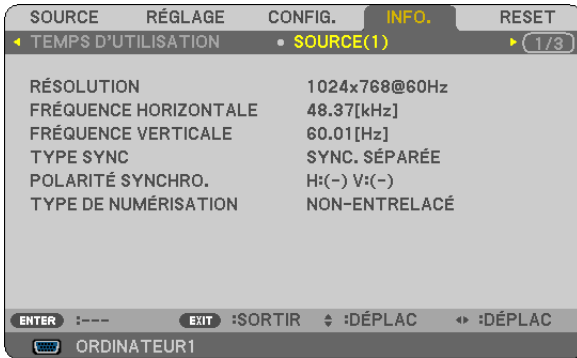 SOURCE RÉGLAGE CONFIG. INFO. RESET
TEMPS D'UTILISATION • SOURCE(1) 1/3
RÉSOLUTION 1024x768@60Hz
FRÉQUENCE HORIZONTALE 48.37[kHz]
FRÉQUENCE VERTICALE 60.01[Hz]
TYPE SYNC SYNC. SÉPARÉE
POLARITÉ SYNCHRO. H:(-) V:(-)
TYPE DE NUMÉRISATION NON-ENTRELACÉ
ENTER :--- EXIT :SORTIR :DÉPLAC :DÉPLAC
ORDINATEUR1